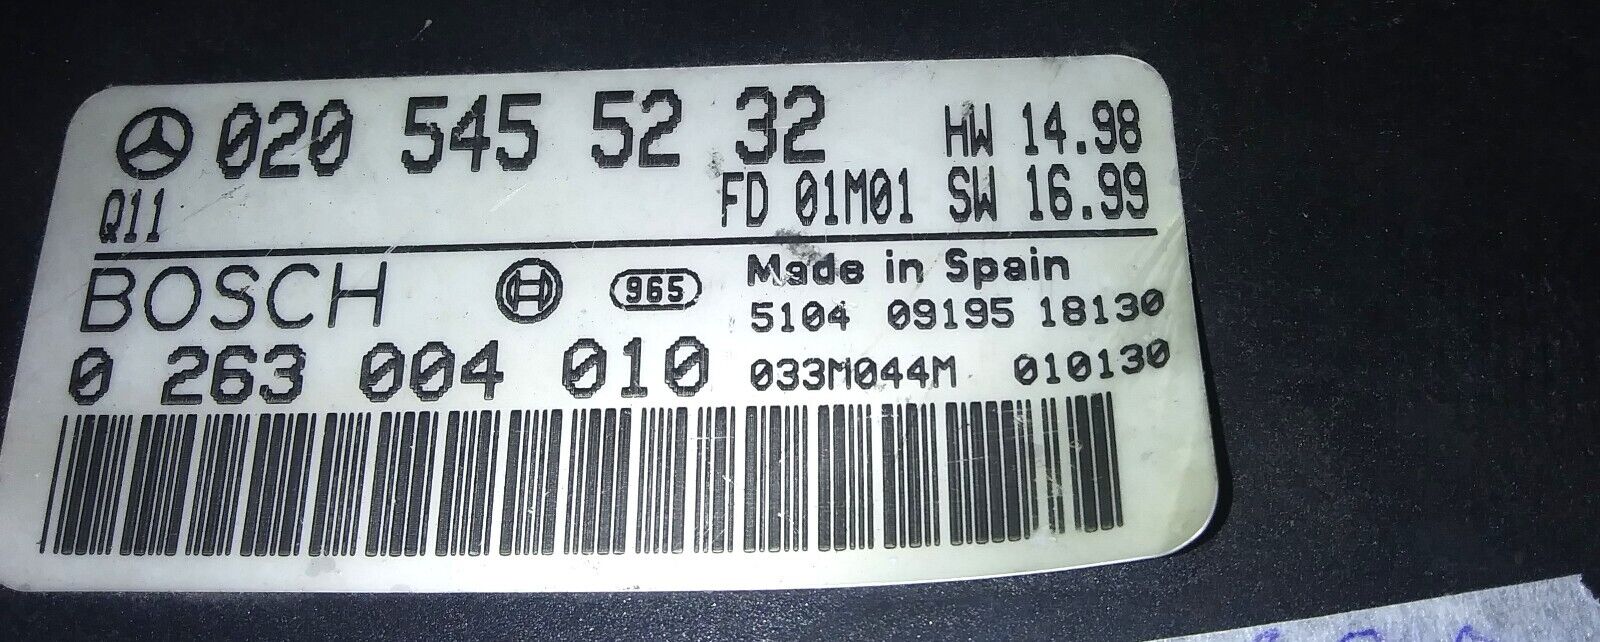 020 545 52 32 HW 14.98
Q11 FD 01M01 SW 16.99
BOSCH 965 Made in Spain
5104 09195 18130
0 263 004 010 033M044M 010130